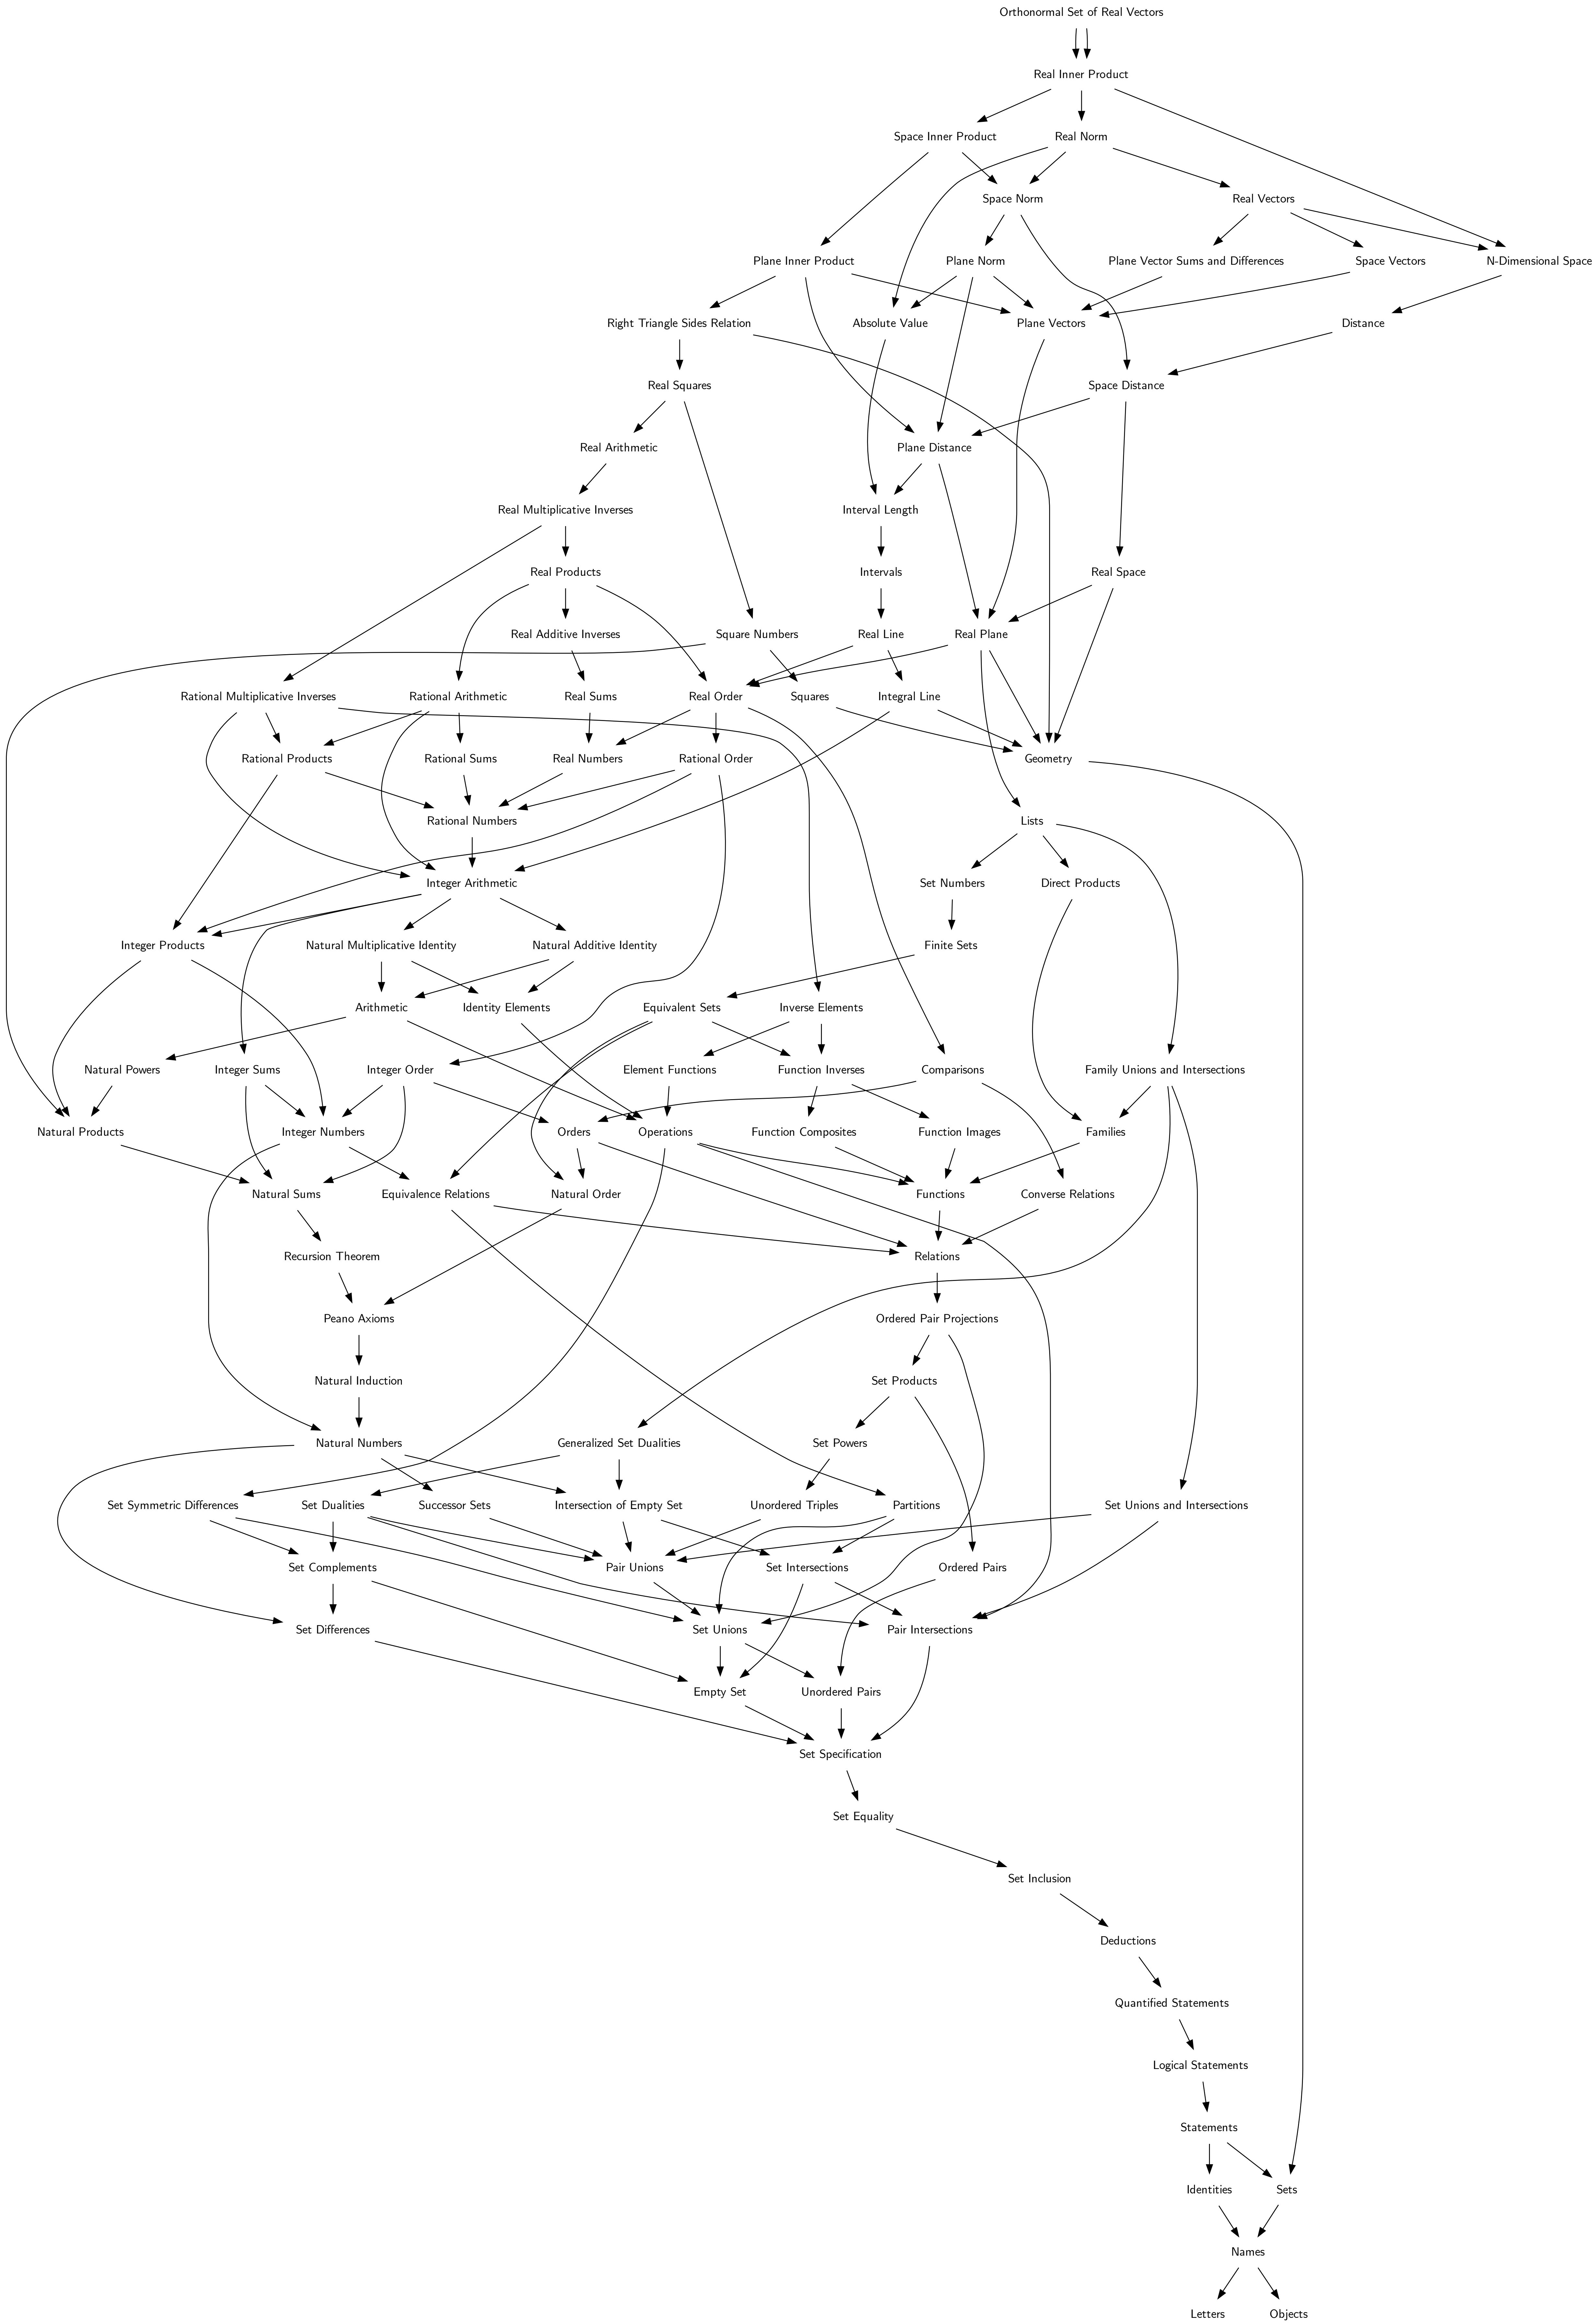 Orthonormal Set of Real Vectors
Real Inner Product
Space Inner Product
Real Norm
Space Norm
Real Vectors
Plane Inner Product
Plane Norm
Plane Vector Sums and Differences
Space Vectors
N-Dimensional Space
Right Triangle Sides Relation
Absolute Value
Plane Vectors
Distance
Real Squares
Space Distance
Real Arithmetic
Plane Distance
Real Multiplicative Inverses
Interval Length
Real Products
Intervals
Real Space
Real Additive Inverses
Square Numbers
Real Line
Real Plane
Rational Multiplicative Inverses
Rational Arithmetic
Real Sums
Real Order
Squares
Integral Line
Rational Products
Rational Sums
Real Numbers
Rational Order
Geometry
Rational Numbers
Lists
Integer Arithmetic
Set Numbers
Direct Products
Integer Products
Natural Multiplicative Identity
Natural Additive Identity
Finite Sets
Arithmetic
Identity Elements
Equivalent Sets
Inverse Elements
Natural Powers
Integer Sums
Integer Order
Element Functions
Function Inverses
Comparisons
Family Unions and Intersections
Natural Products
Integer Numbers
Orders
Operations
Function Composites
Function Images
Families
Natural Sums
Equivalence Relations
Natural Order
Functions
Converse Relations
Recursion Theorem
Relations
Peano Axioms
Ordered Pair Projections
Natural Induction
Set Products
Natural Numbers
Generalized Set Dualities
Set Powers
Set Symmetric Differences
Set Dualities
Successor Sets
Intersection of Empty Set
Unordered Triples
Partitions
Set Unions and Intersections
Set Complements
Pair Unions
Set Intersections
Ordered Pairs
Set Differences
Set Unions
Pair Intersections
Empty Set
Unordered Pairs
Set Specification
Set Equality
Set Inclusion
Deductions
Quantified Statements
Logical Statements
Statements
Identities
Sets
Names
Letters
Objects